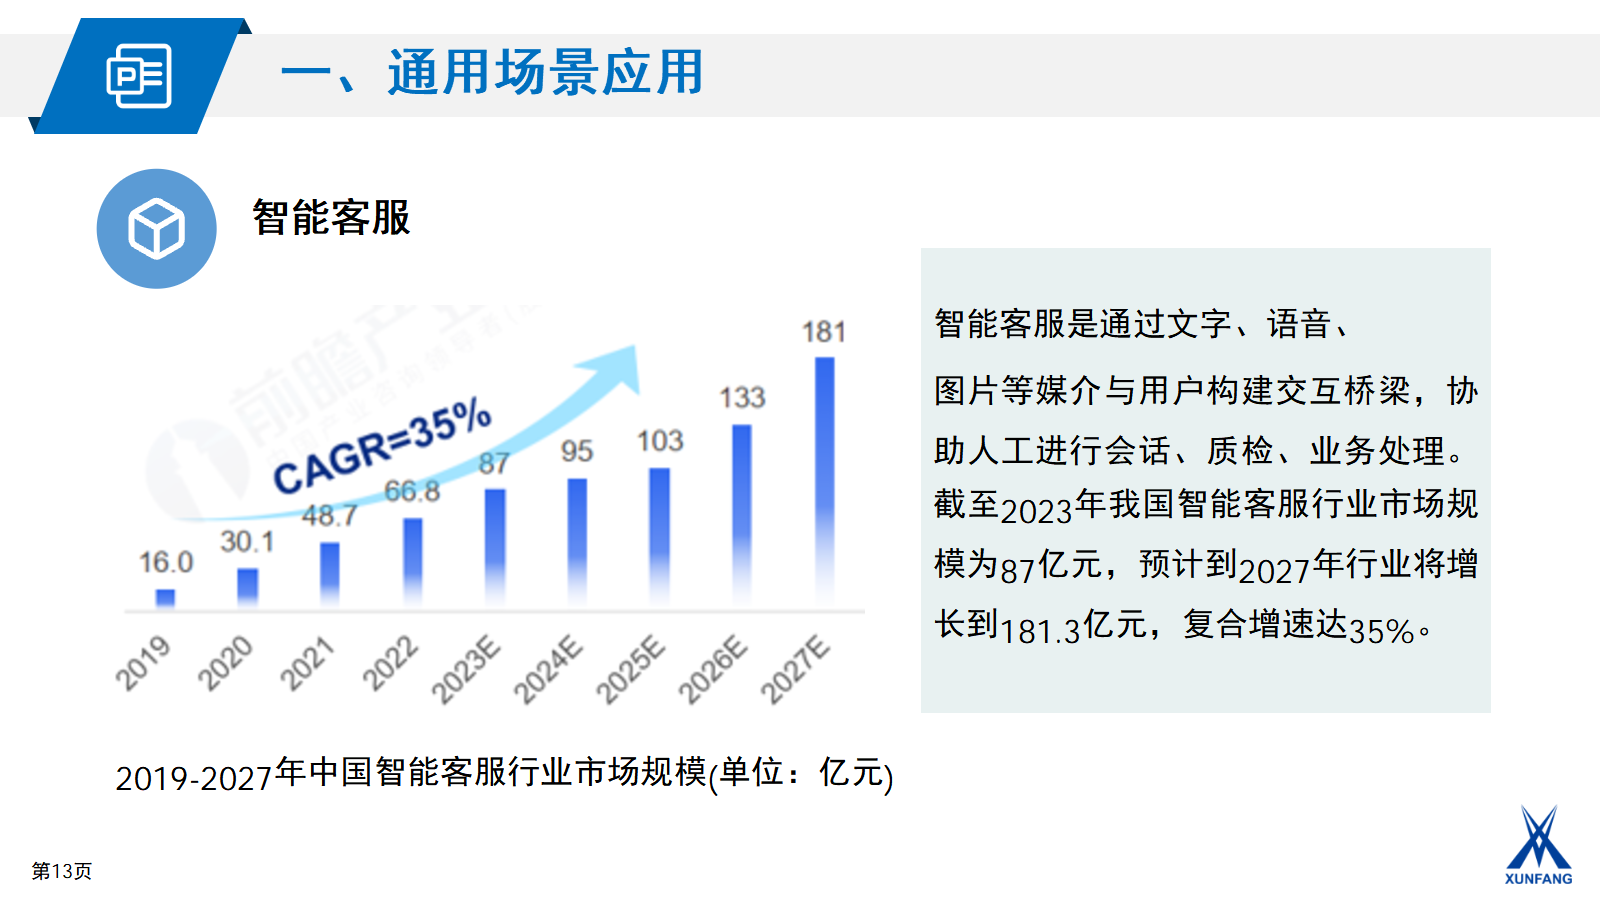 一、通用场景应用
智能客服
前瞻产业
CAGR=35%
16.0
30.1
48.7
66.8
87
95
103
133
181
2019
2020
2021
2022
2023E
2024E
2025E
2026E
2027E
2019-2027年中国智能客服行业市场规模(单位：亿元)
智能客服是通过文字、语音、
图片等媒介与用户构建交互桥梁，协
助人工进行会话、质检、业务处理。
截至2023年我国智能客服行业市场规
模为87亿元，预计到2027年行业将增
长到181.3亿元，复合增速达35%。
第13页
XUNFANG